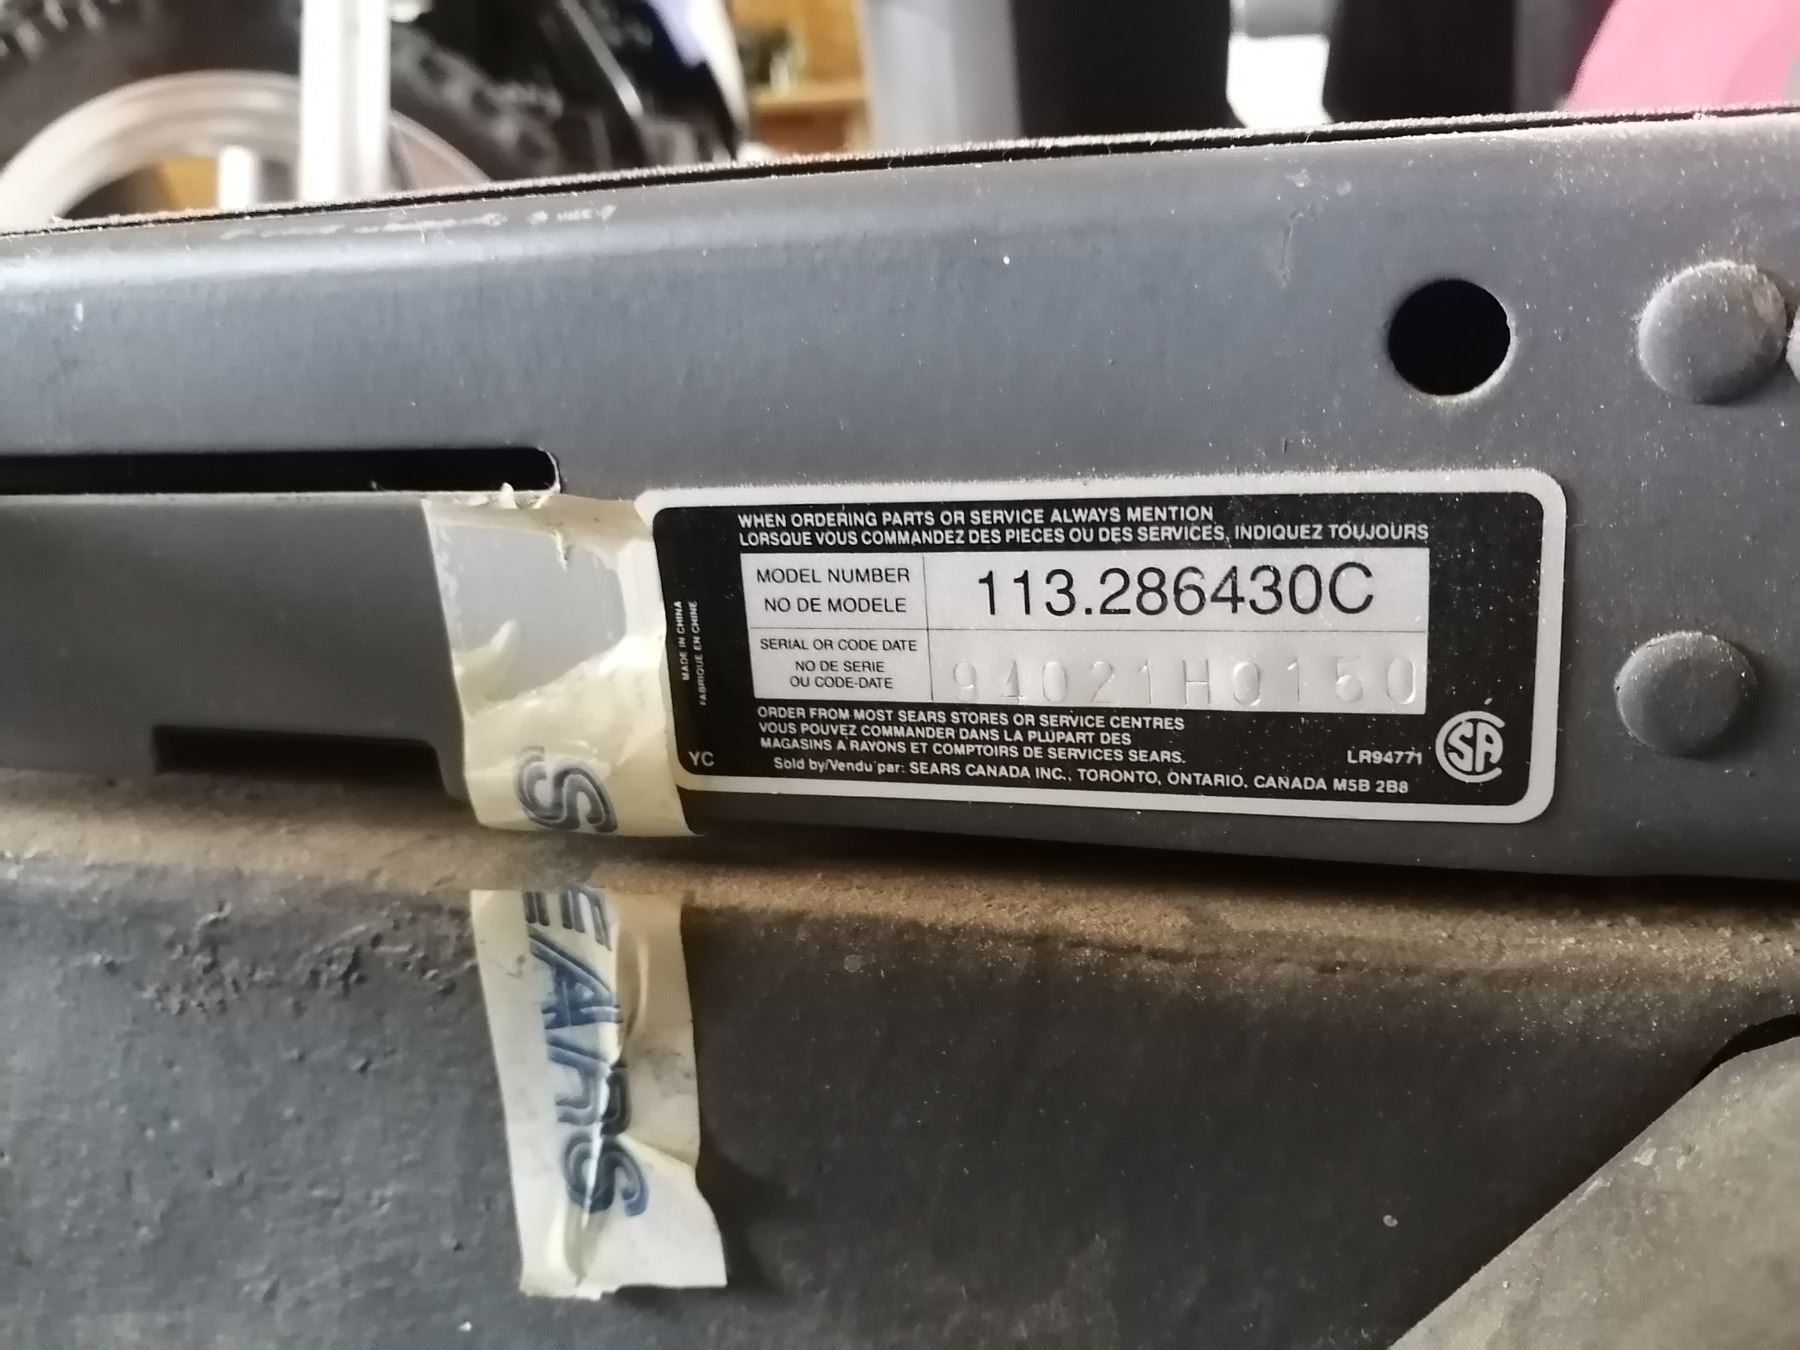 WHEN ORDERING PARTS OR SERVICE ALWAYS MENTION
LORSQUE VOUS COMMANDEZ DES PIECES OU DES SERVICES, INDIQUEZ TOUJOURS
MODEL NUMBER
NO DE MODELE
113.286430C
SERIAL OR CODE DATE
NO DE SERIE
OU CODE-DATE
94021H0150
MADE IN CHINA
FABRIQUE EN CHINE
ORDER FROM MOST SEARS STORES OR SERVICE CENTRES
VOUS POUVEZ COMMANDER DANS LA PLUPART DES
MAGASINS A RAYONS ET COMPTOIRS DE SERVICES SEARS.
Sold by/Vendu par: SEARS CANADA INC., TORONTO, ONTARIO, CANADA M5B 2B8
YC
LR94771
SA
SEARS